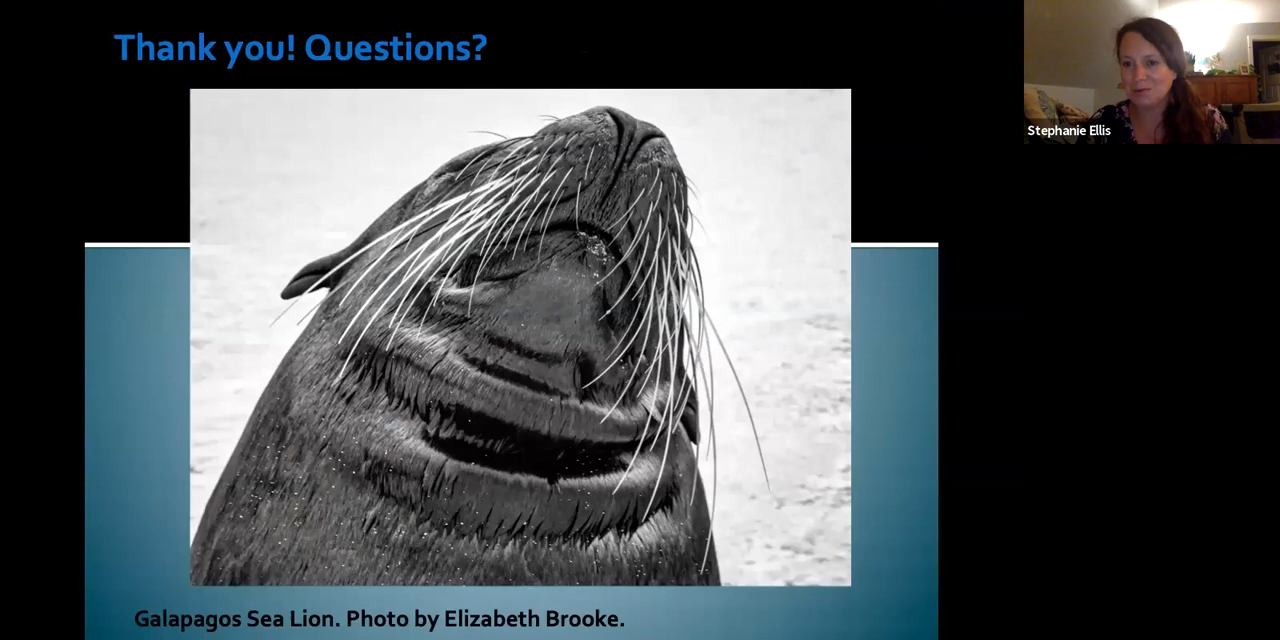 Thank you! Questions?
Stephanie Ellis
Galapagos Sea Lion. Photo by Elizabeth Brooke.